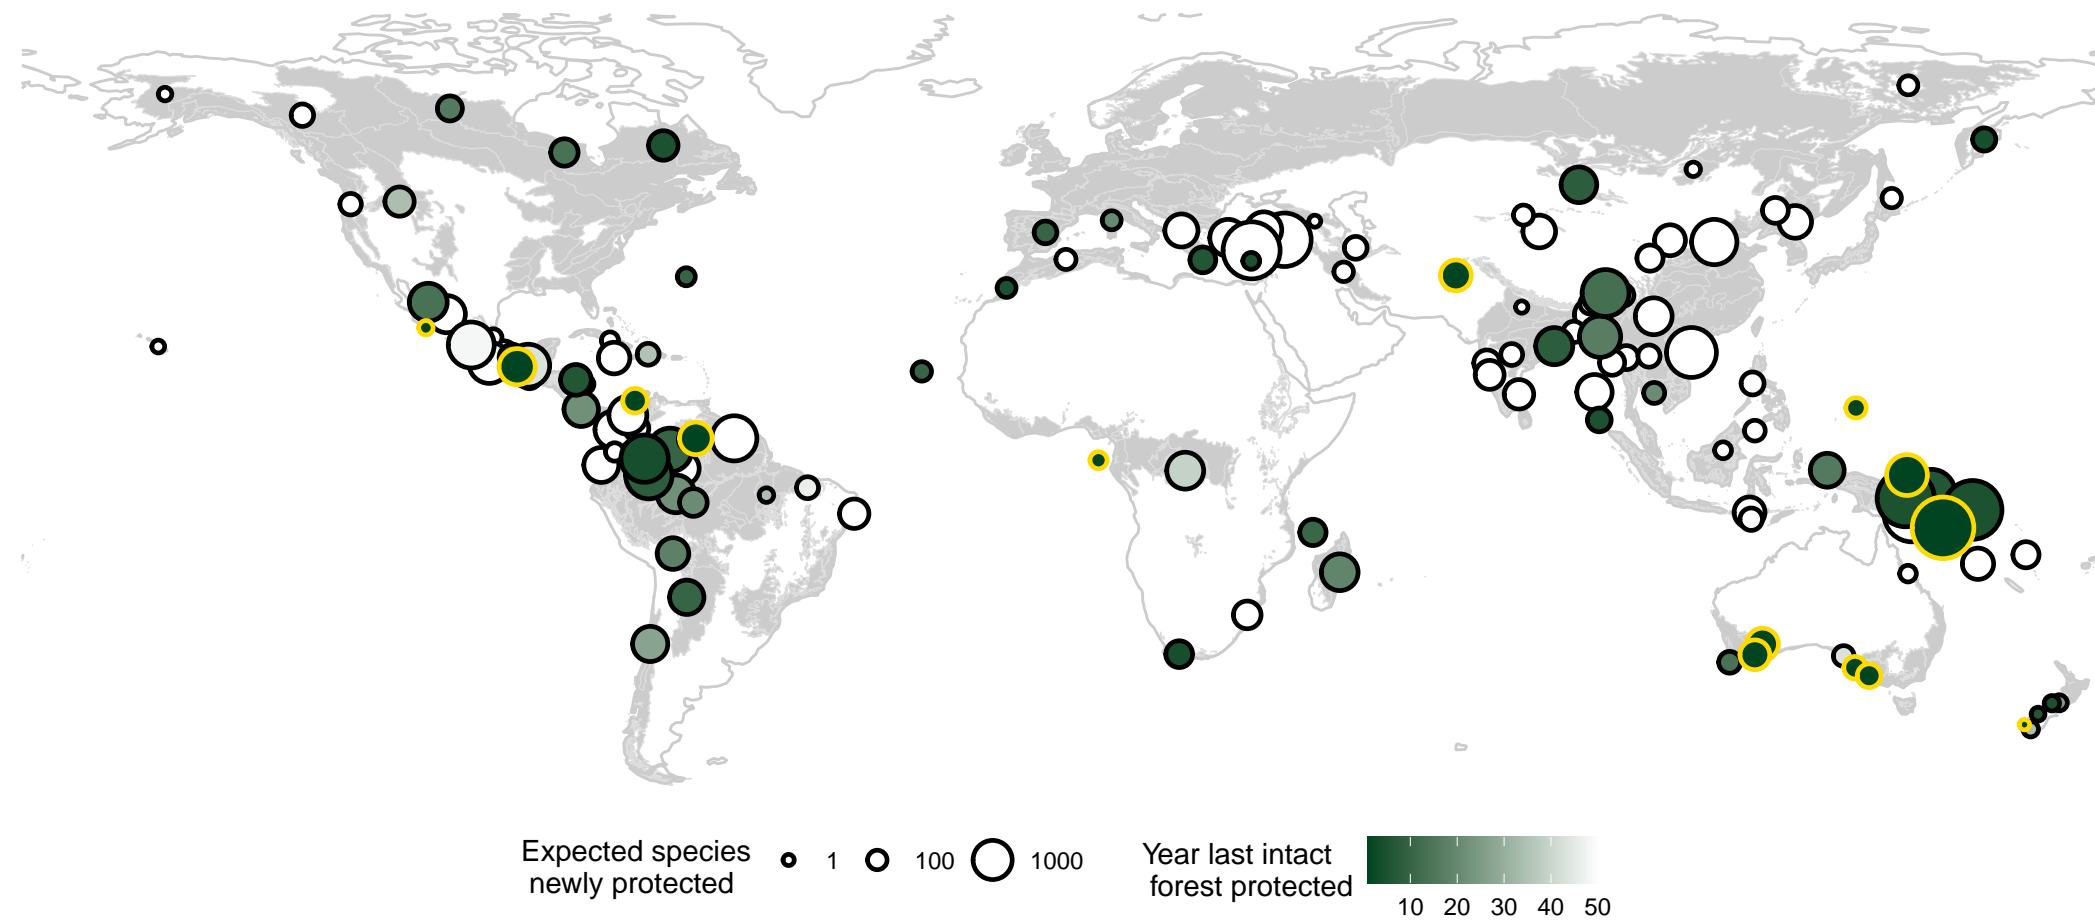 Expected species
newly protected
1
100
1000
Year last intact
forest protected
10 20 30 40 50